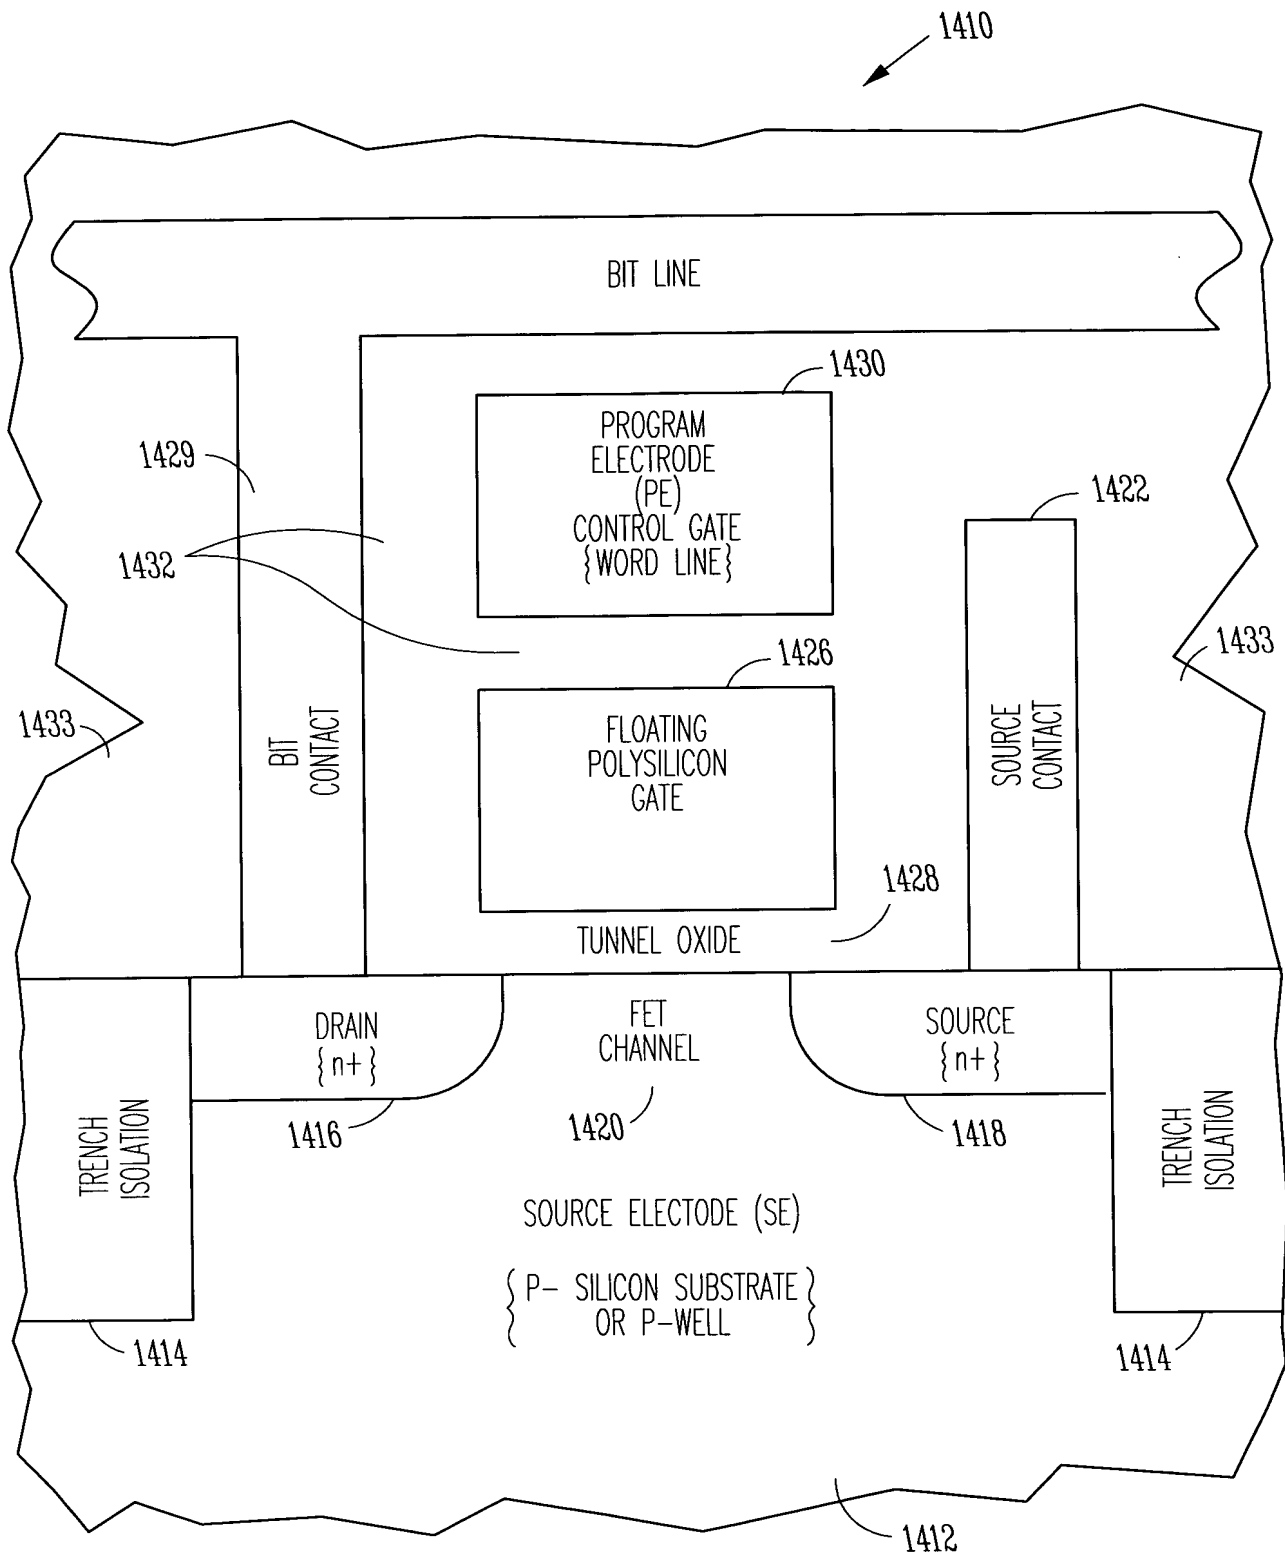 1410
BIT LINE
1430
PROGRAM
ELECTRODE
(PE)
CONTROL GATE
{WORD LINE}
1429
1422
1432
1426
1433
1433
FLOATING
POLYSILICON
GATE
BIT
CONTACT
SOURCE
CONTACT
1428
TUNNEL OXIDE
DRAIN
{n+}
FET
CHANNEL
SOURCE
{n+}
1416
1420
1418
TRENCH
ISOLATION
TRENCH
ISOLATION
SOURCE ELECTODE (SE)
{P- SILICON SUBSTRATE
OR P-WELL}
1414
1414
1412